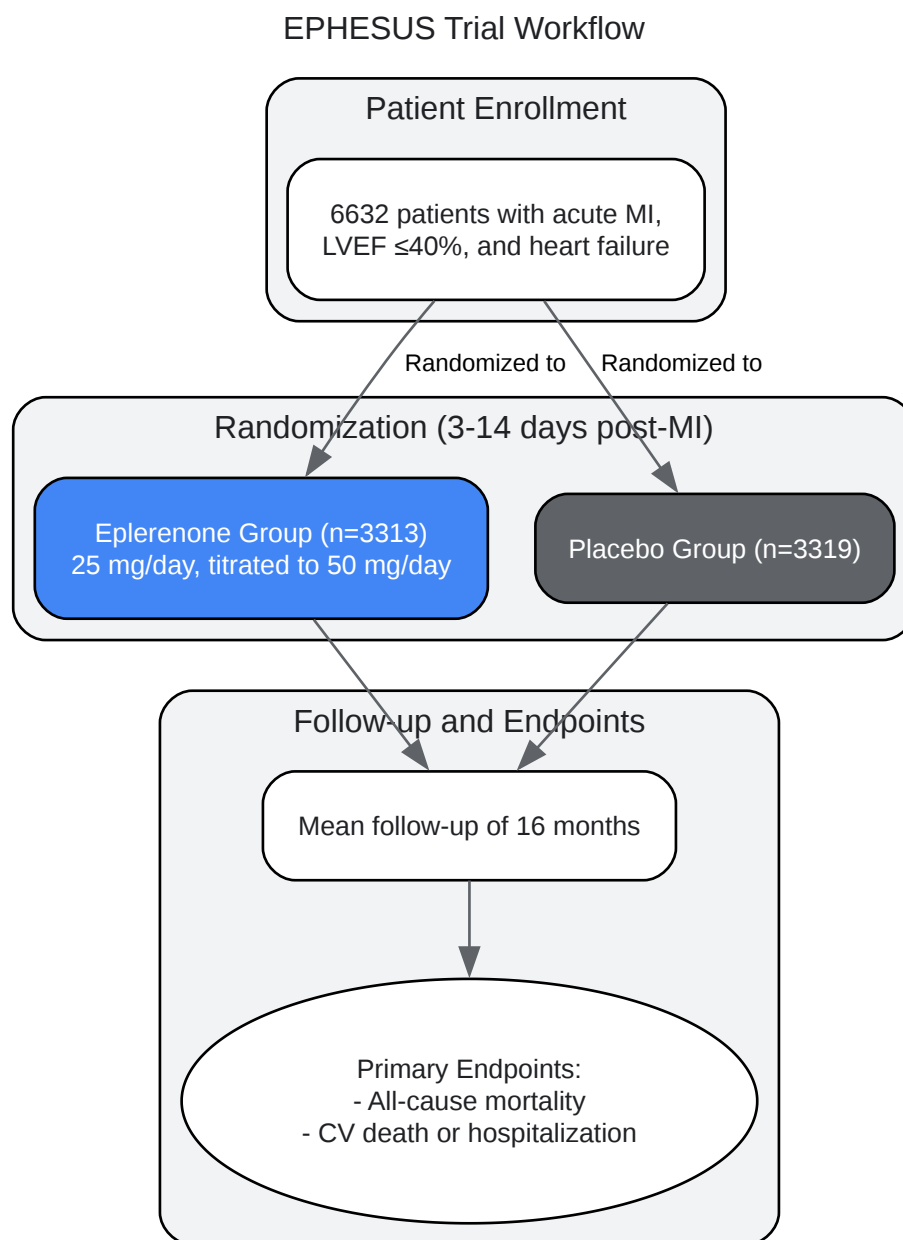 EPHESUS Trial Workflow
Patient Enrollment
6632 patients with acute MI,
LVEF ≤40%, and heart failure
Randomized to
Randomized to
Randomization (3-14 days post-MI)
Eplerenone Group (n=3313)
25 mg/day, titrated to 50 mg/day
Placebo Group (n=3319)
Follow-up and Endpoints
Mean follow-up of 16 months
Primary Endpoints:
- All-cause mortality
- CV death or hospitalization